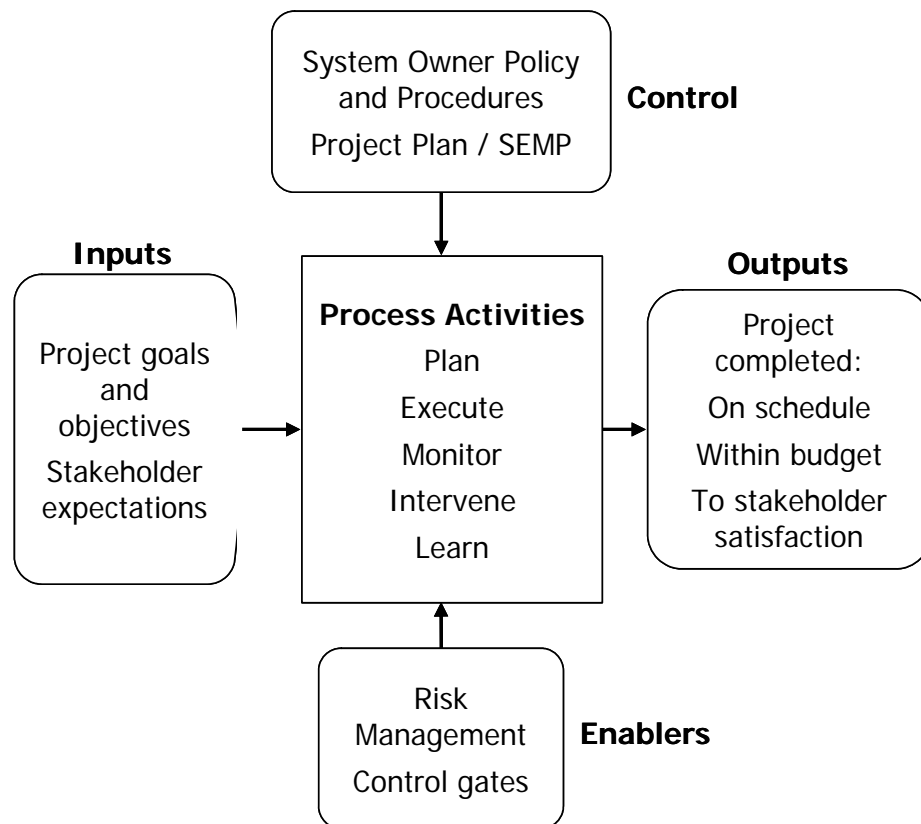 System Owner Policy
and Procedures
Project Plan / SEMP
Control
Inputs
Project goals
and
objectives
Stakeholder
expectations
Process Activities
Plan
Execute
Monitor
Intervene
Learn
Outputs
Project
completed:
On schedule
Within budget
To stakeholder
satisfaction
Risk
Management
Control gates
Enablers